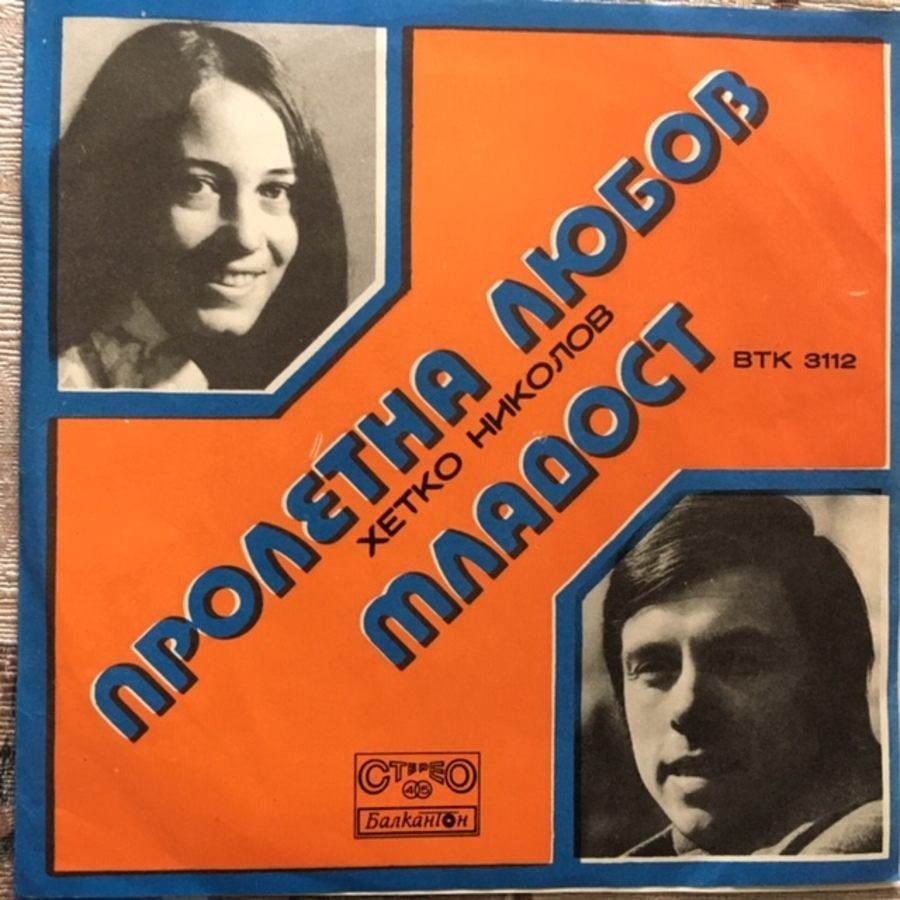 ПРОЛЕТНА ЛЮБОВ
ХЕТКО НИКОЛОВ
МЛАДОСТ
ВТК 3112
СТЕРЕО
45
Балкантон